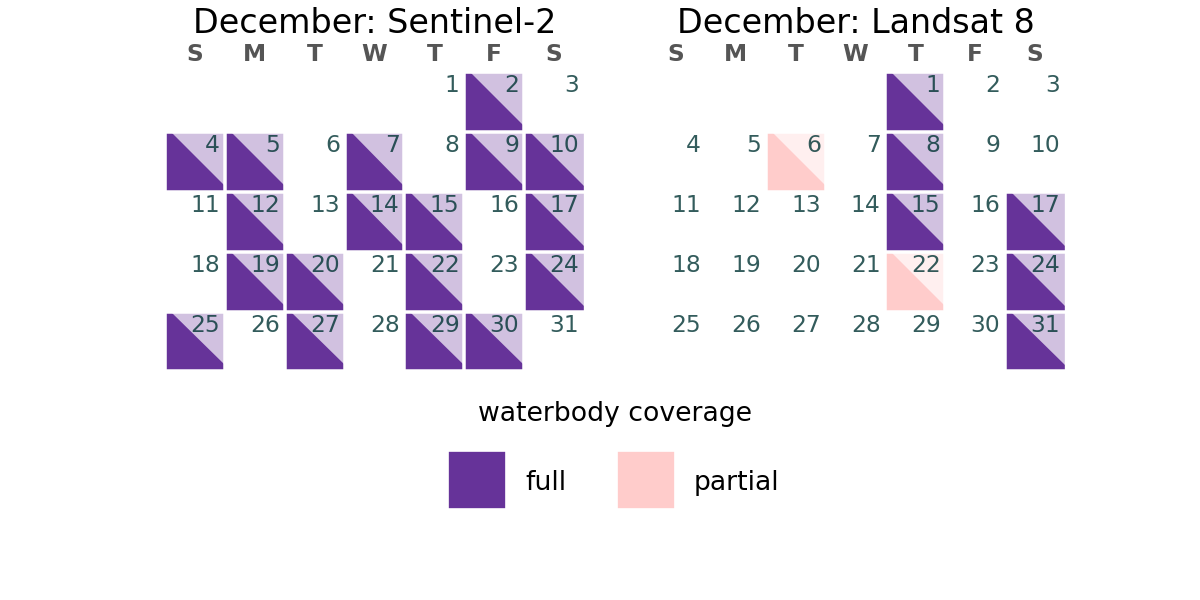 December: Sentinel-2
S M T W T F S
1 2 3
4 5 6 7 8 9 10
11 12 13 14 15 16 17
18 19 20 21 22 23 24
25 26 27 28 29 30 31
December: Landsat 8
S M T W T F S
1 2 3
4 5 6 7 8 9 10
11 12 13 14 15 16 17
18 19 20 21 22 23 24
25 26 27 28 29 30 31
waterbody coverage
full partial